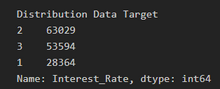 Distribution Data Target
2    63029
3    53594
1    28364
Name: Interest_Rate, dtype: int64